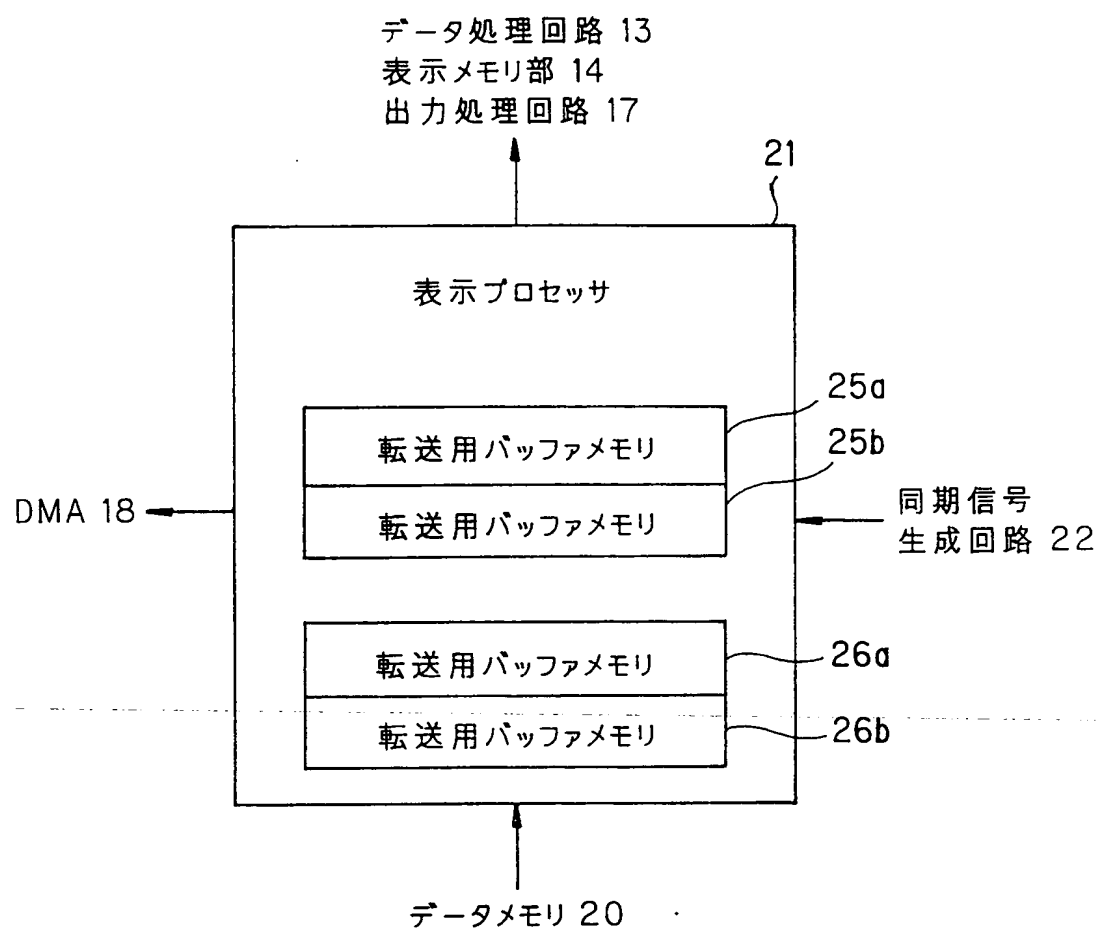 データ処理回路 13
表示メモリ部 14
出力処理回路 17
21
表示プロセッサ
25a
転送用バッファメモリ
25b
転送用バッファメモリ
DMA 18
同期信号
生成回路 22
転送用バッファメモリ
26a
転送用バッファメモリ
26b
データメモリ 20